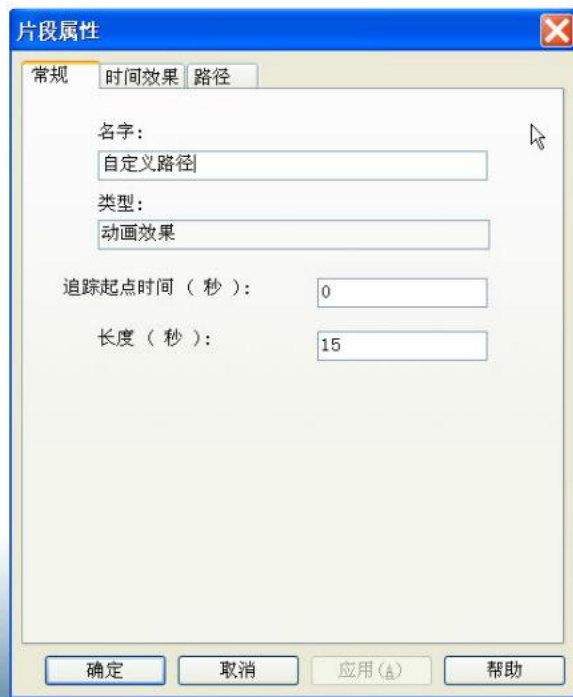 片段属性
常规 时间效果 路径
名字:
自定义路径
类型:
动画效果
追踪起点时间 ( 秒 ): 0
长度 ( 秒 ): 15
确定 取消 应用(A) 帮助